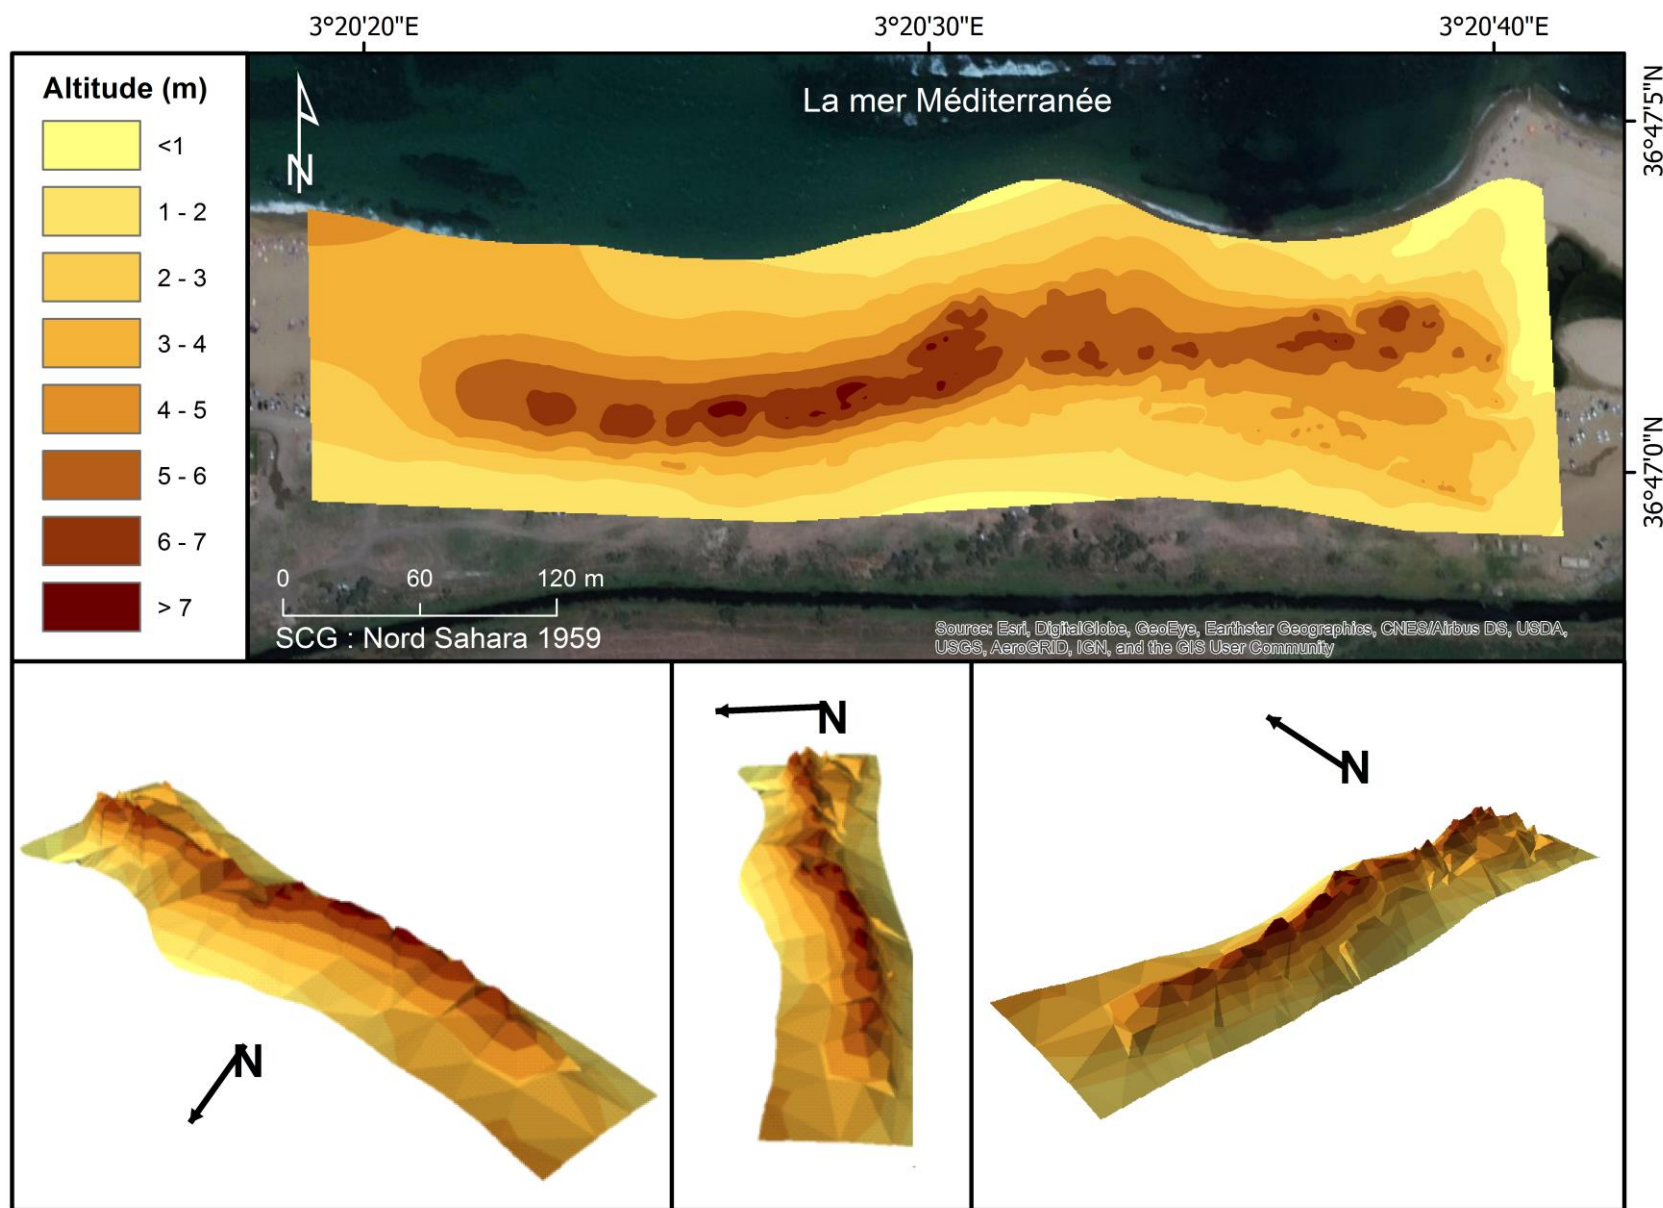 3°20'20"E
3°20'30"E
3°20'40"E
Altitude (m)
<1
1 - 2
2 - 3
3 - 4
4 - 5
5 - 6
6 - 7
> 7
N
La mer Méditerranée
36°47'5"N
36°47'0"N
0 60 120 m
SCG : Nord Sahara 1959
Source: Esri, DigitalGlobe, GeoEye, Earthstar Geographics, CNES/Airbus DS, USDA,
USGS, AeroGRID, IGN, and the GIS User Community
N
N
N